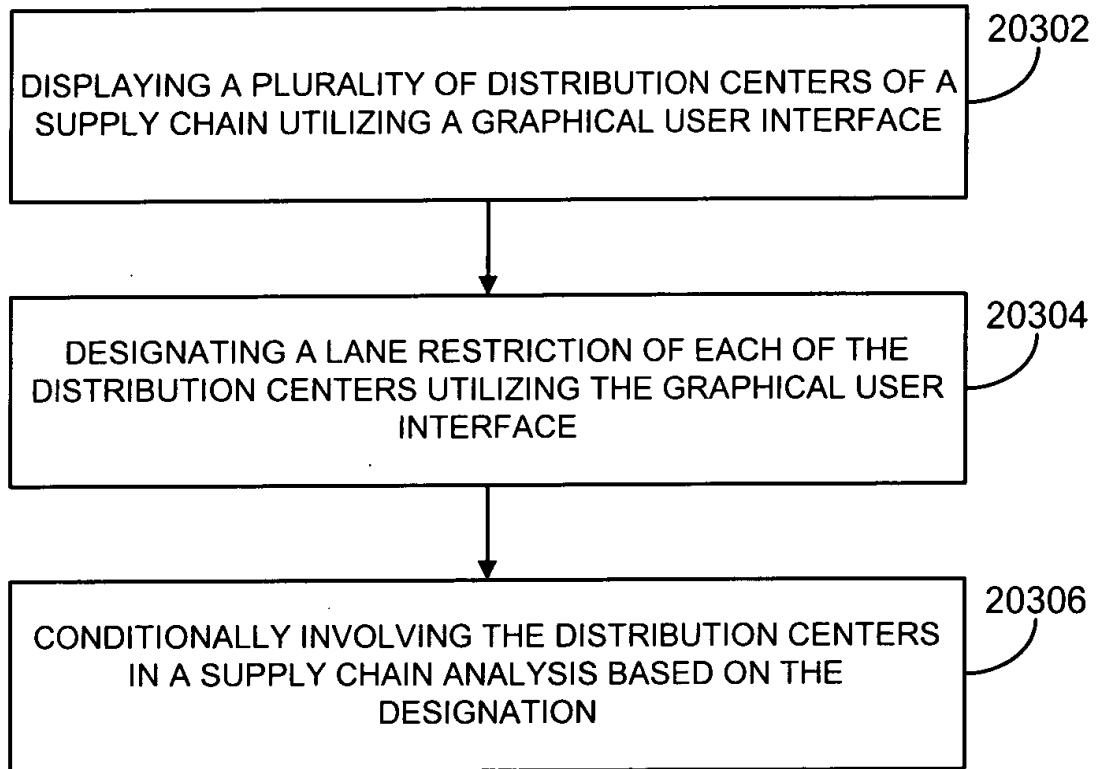 20302
DISPLAYING A PLURALITY OF DISTRIBUTION CENTERS OF A
SUPPLY CHAIN UTILIZING A GRAPHICAL USER INTERFACE
20304
DESIGNATING A LANE RESTRICTION OF EACH OF THE
DISTRIBUTION CENTERS UTILIZING THE GRAPHICAL USER
INTERFACE
20306
CONDITIONALLY INVOLVING THE DISTRIBUTION CENTERS
IN A SUPPLY CHAIN ANALYSIS BASED ON THE
DESIGNATION